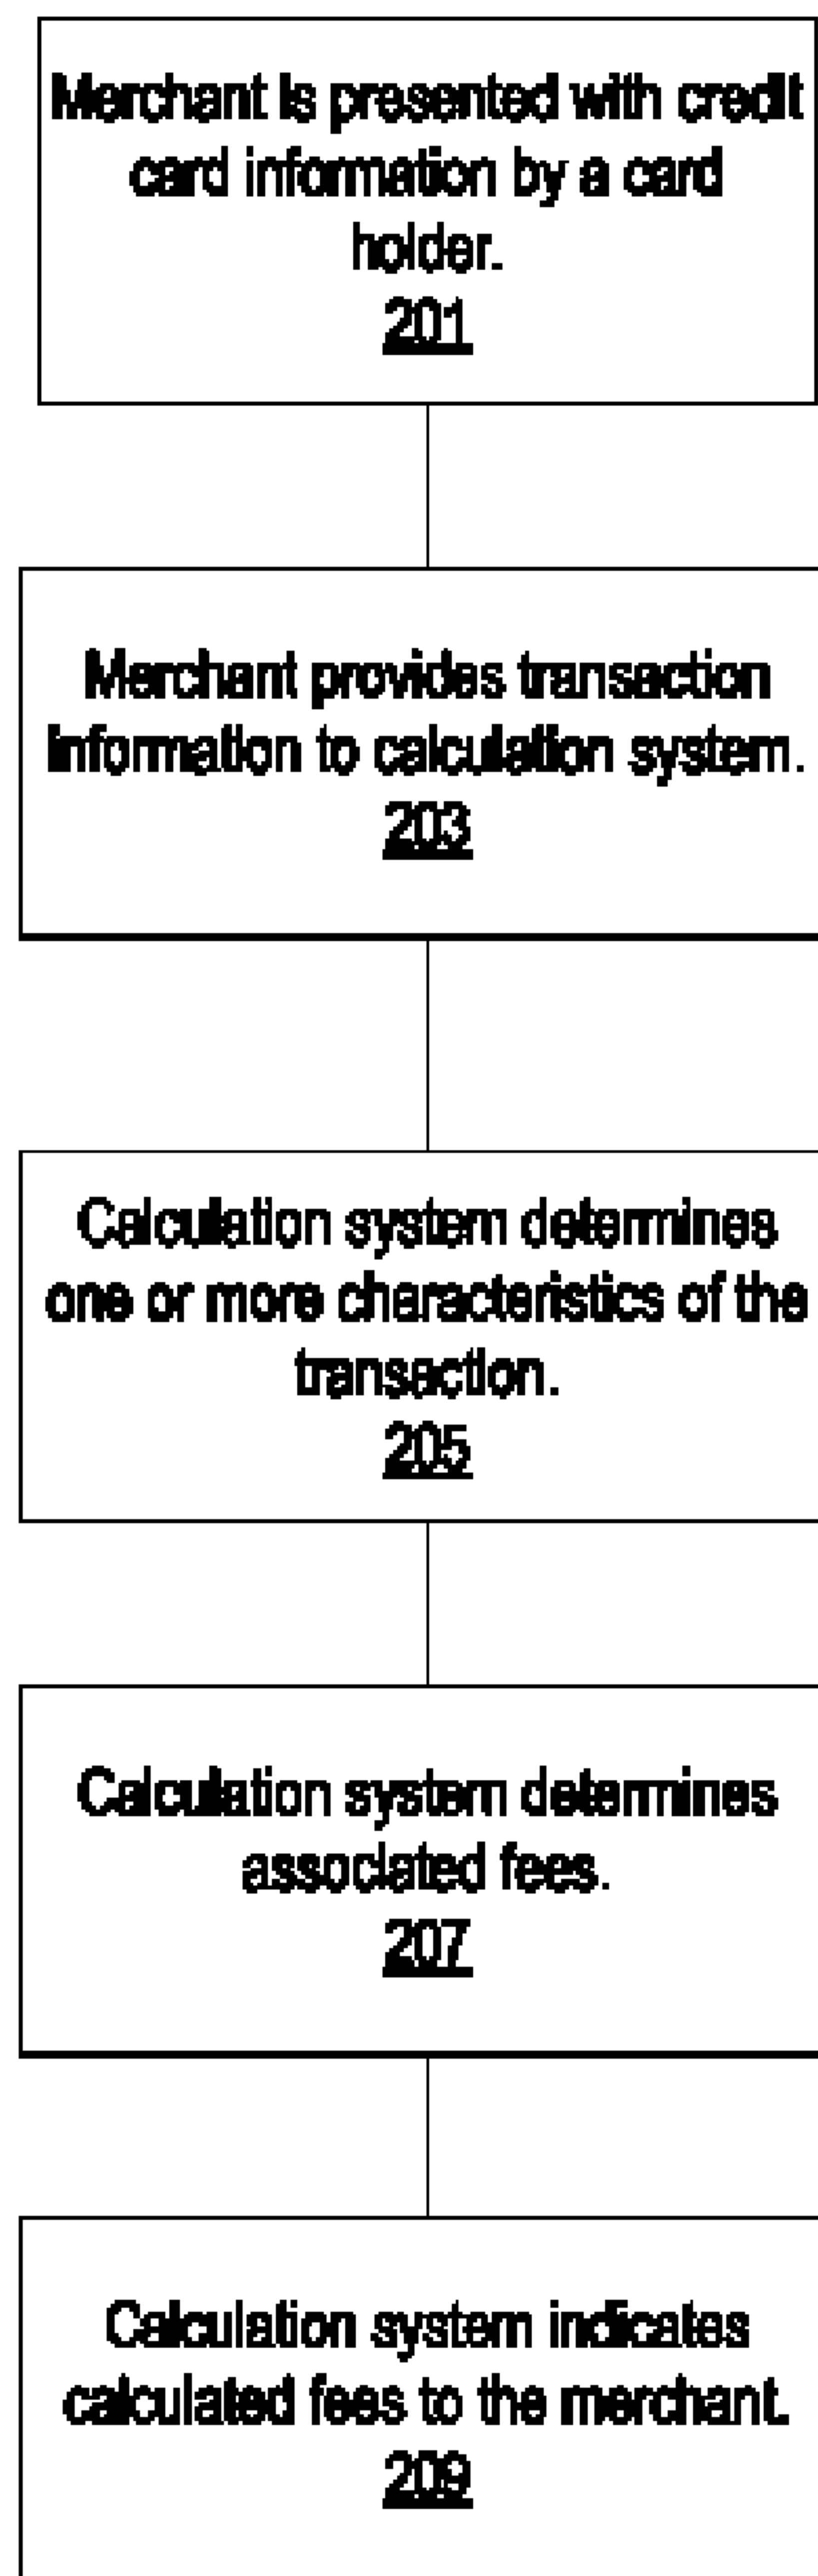 Merchant is presented with credit
card information by a card
holder.
201
Merchant provides transaction
information to calculation system.
203
Calculation system determines
one or more characteristics of the
transaction.
205
Calculation system determines
associated fees.
207
Calculation system indicates
calculated fees to the merchant.
209